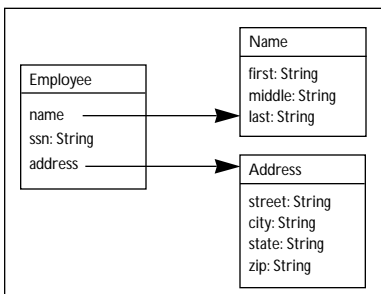 Employee
name
ssn: String
address
Name
first: String
middle: String
last: String
Address
street: String
city: String
state: String
zip: String